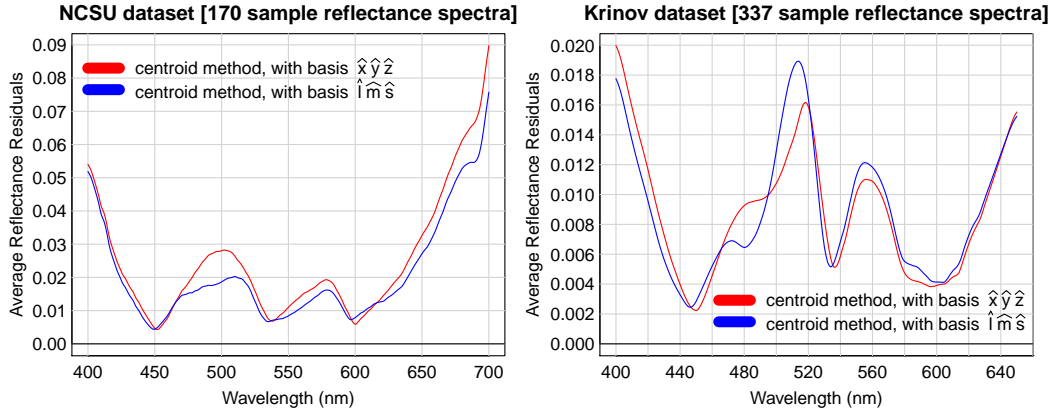 NCSU dataset [170 sample reflectance spectra]
Average Reflectance Residuals
0.09
0.08
0.07
0.06
0.05
0.04
0.03
0.02
0.01
0.00
centroid method, with basis x̂ ŷ ẑ
centroid method, with basis l̂ m̂ ŝ
400 450 500 550 600 650 700
Wavelength (nm)
Krinov dataset [337 sample reflectance spectra]
Average Reflectance Residuals
0.020
0.018
0.016
0.014
0.012
0.010
0.008
0.006
0.004
0.002
0.000
centroid method, with basis x̂ ŷ ẑ
centroid method, with basis l̂ m̂ ŝ
400 440 480 520 560 600 640
Wavelength (nm)